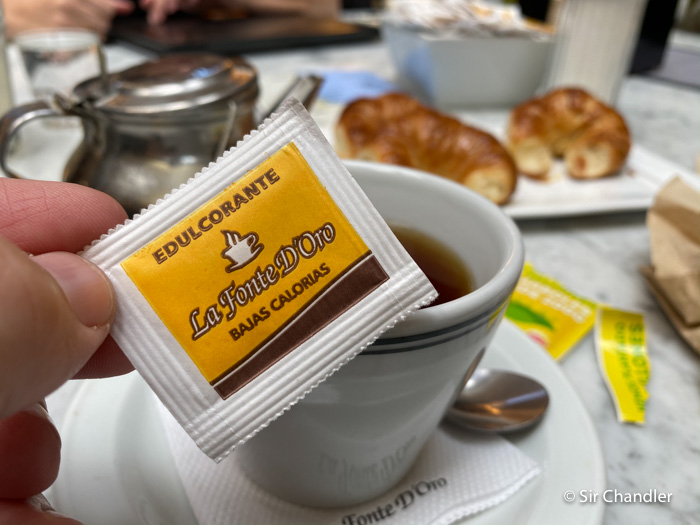 EDULCORANTE
La Fonte D'Oro
BAJAS CALORIAS
Fonte D'Oro
© Sir Chandler